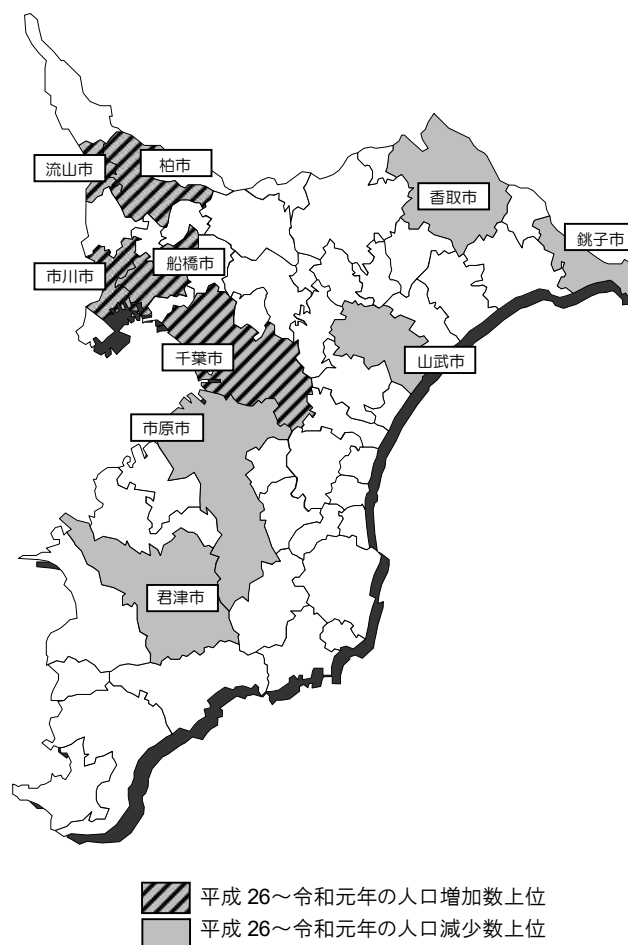 流山市
柏市
香取市
銚子市
市川市
船橋市
千葉市
山武市
市原市
君津市
平成 26~令和元年の人口増加数上位
平成 26~令和元年の人口減少数上位